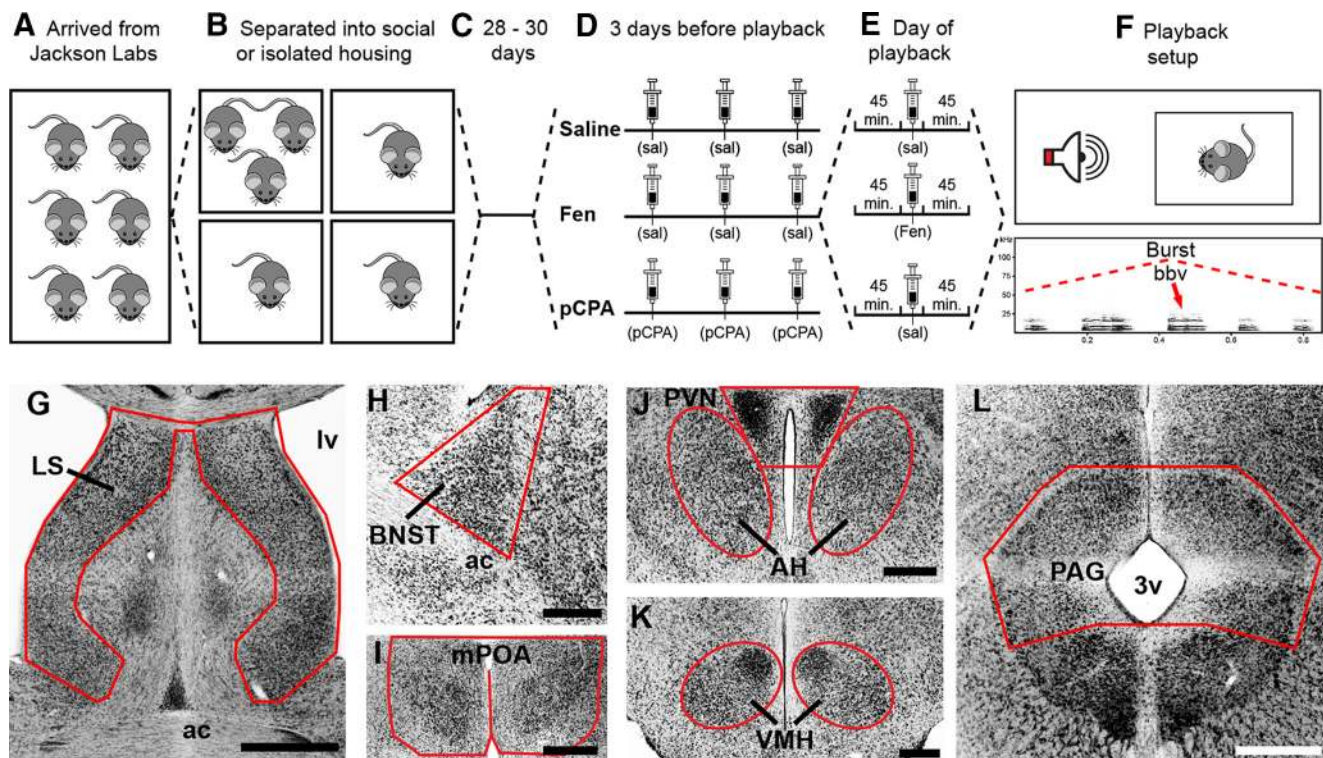 A Arrived from
Jackson Labs
B Separated into social
or isolated housing
C 28 - 30
days
D 3 days before playback
Saline
(sal) (sal) (sal)
Fen
(sal) (sal) (sal)
pCPA
(pCPA) (pCPA) (pCPA)
E Day of
playback
45 45
min. min.
(sal)
45 45
min. min.
(Fen)
45 45
min. min.
(sal)
F Playback
setup
kHz
100
75
50
25
Burst
bbv
0.2 0.4 0.6 0.8
G
lv
LS
ac
H
BNST
ac
I
mPOA
J
PVN
AH
K
VMH
L
PAG
3v